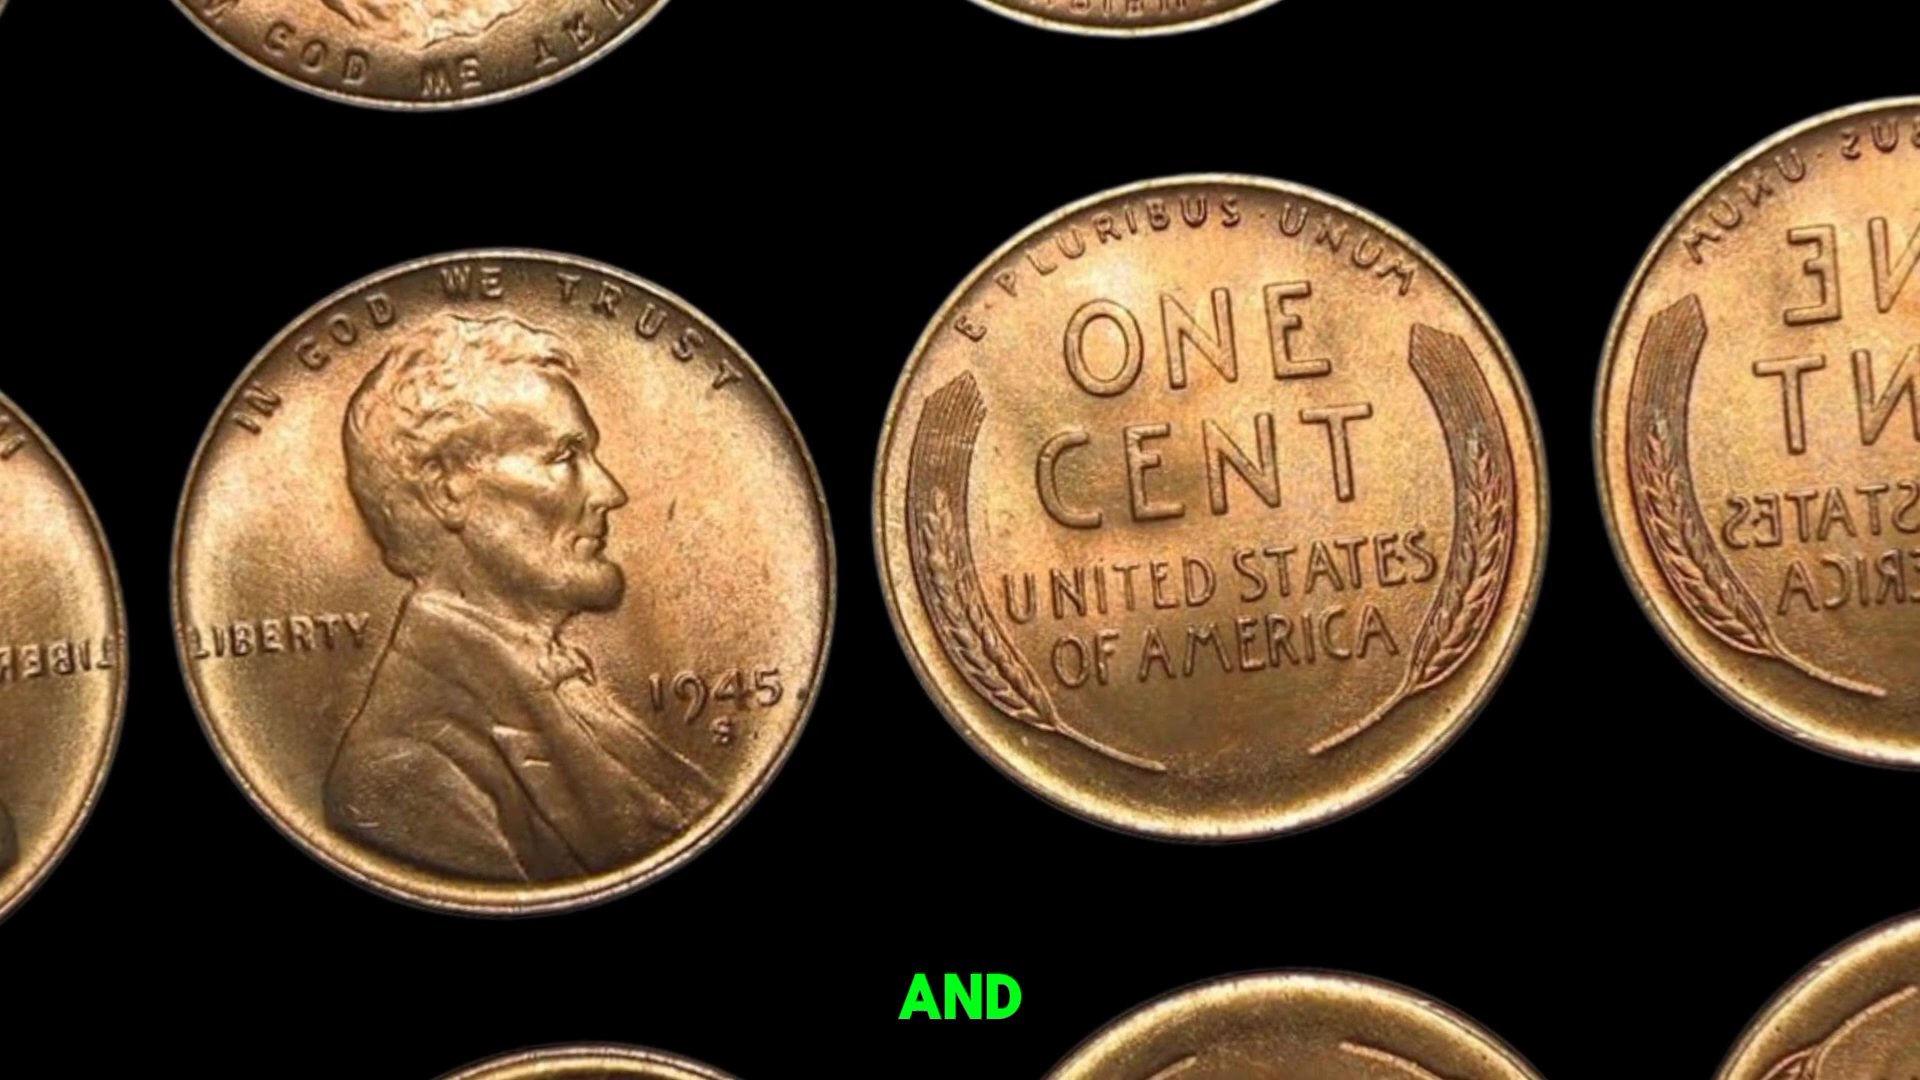 IN GOD WE TRUST
LIBERTY
1945
S
E · PLURIBUS · UNUM
ONE
CENT
UNITED STATES
OF AMERICA
AND